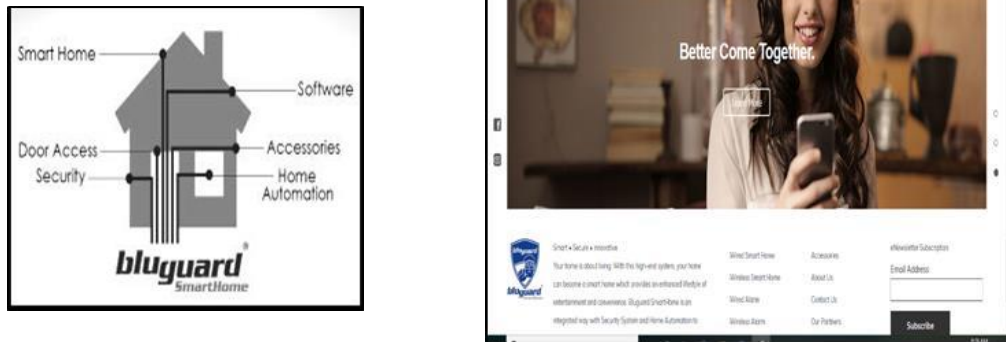 Smart Home
Software
Door Access
Accessories
Security
Home
Automation
bluguard®
SmartHome
Better Come Together.
bluguard
Smart • Secure • Innovative
Your home is about living. With this high-end system, your home
can become a smart home which provides an enhanced lifestyle of
entertainment and convenience. Bluguard SmartHome is an
integrated way with Security System and Home Automation to
Wired Smart Home
Wireless Smart Home
Wired Alarm
Wireless Alarm
Accessories
About Us
Contact Us
Our Partners
eNewsletter Subscription
Email Address
Subscribe